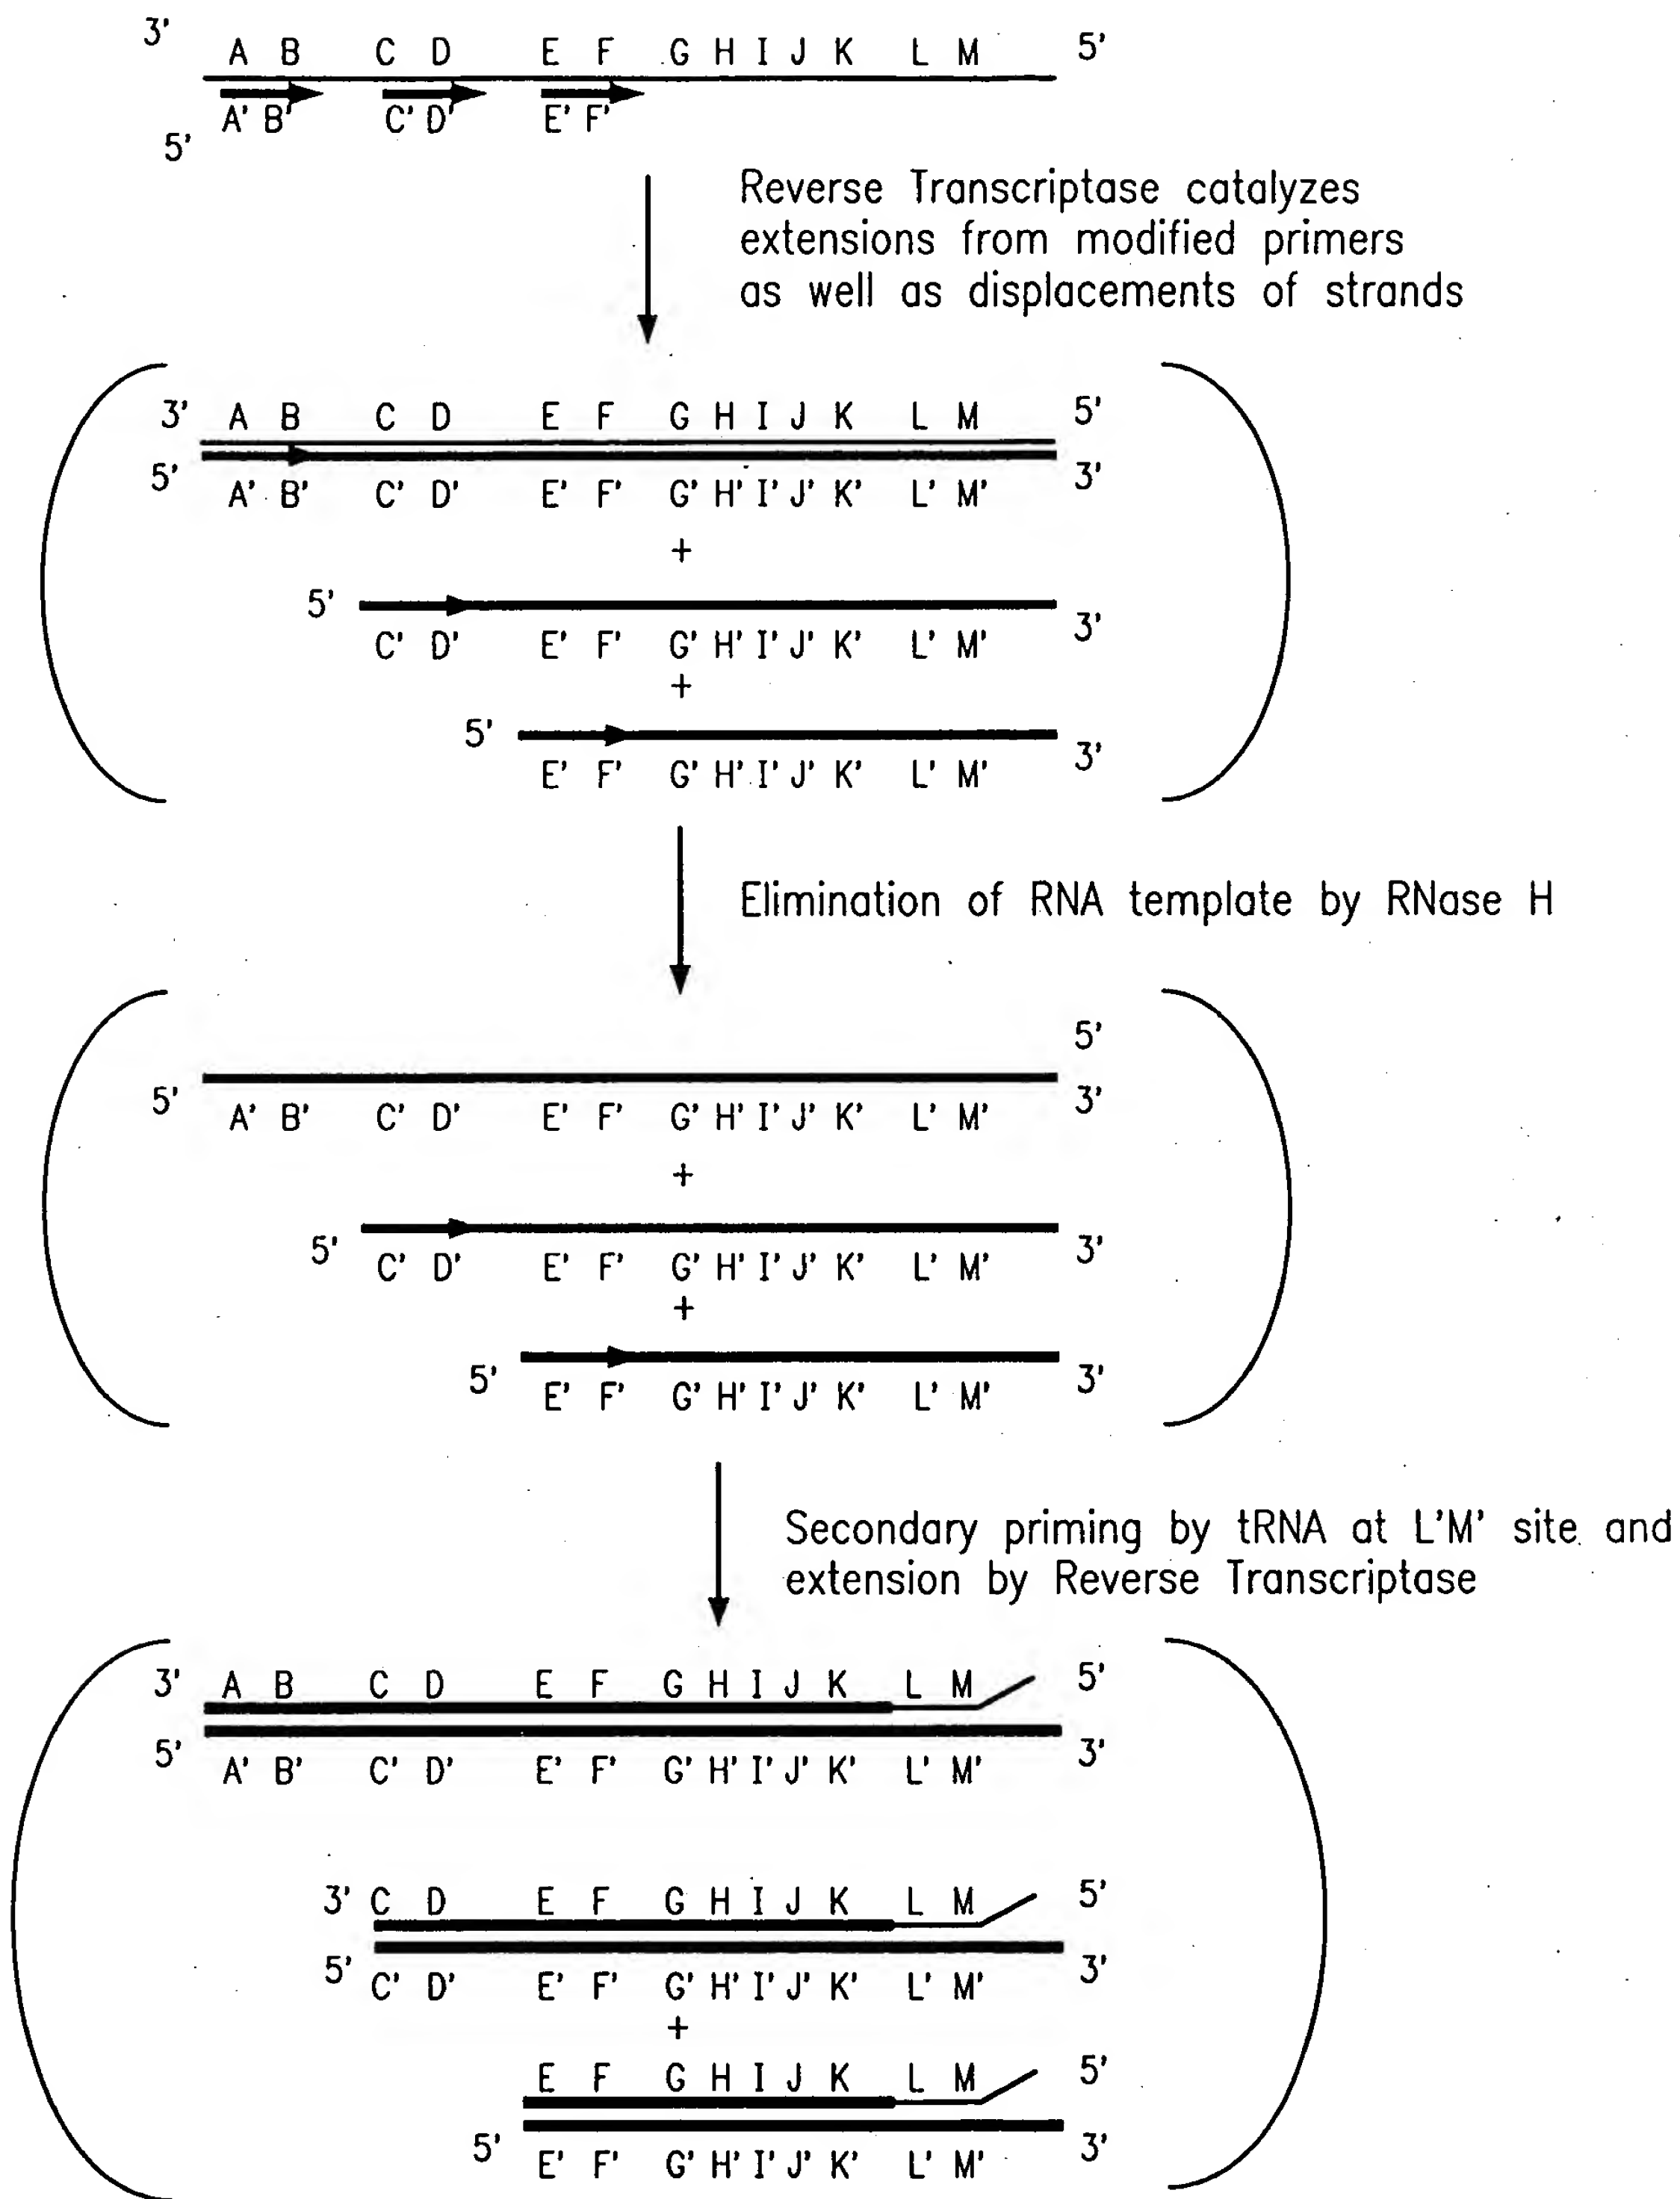 3' A B C D E F G H I J K L M 5'
A' B' C' D' E' F'
5'
Reverse Transcriptase catalyzes
extensions from modified primers
as well as displacements of strands
3' A B C D E F G H I J K L M 5'
5' 3'
A' B' C' D' E' F' G' H' I' J' K' L' M'
+
5' 3'
C' D' E' F' G' H' I' J' K' L' M'
+
5' 3'
E' F' G' H' I' J' K' L' M'
Elimination of RNA template by RNase H
5'
5' 3'
A' B' C' D' E' F' G' H' I' J' K' L' M'
+
5' 3'
C' D' E' F' G' H' I' J' K' L' M'
+
5' 3'
E' F' G' H' I' J' K' L' M'
Secondary priming by tRNA at L'M' site and
extension by Reverse Transcriptase
3' A B C D E F G H I J K L M 5'
5' 3'
A' B' C' D' E' F' G' H' I' J' K' L' M'
3' C D E F G H I J K L M 5'
5' 3'
C' D' E' F' G' H' I' J' K' L' M'
+
E F G H I J K L M 5'
5' 3'
E' F' G' H' I' J' K' L' M'